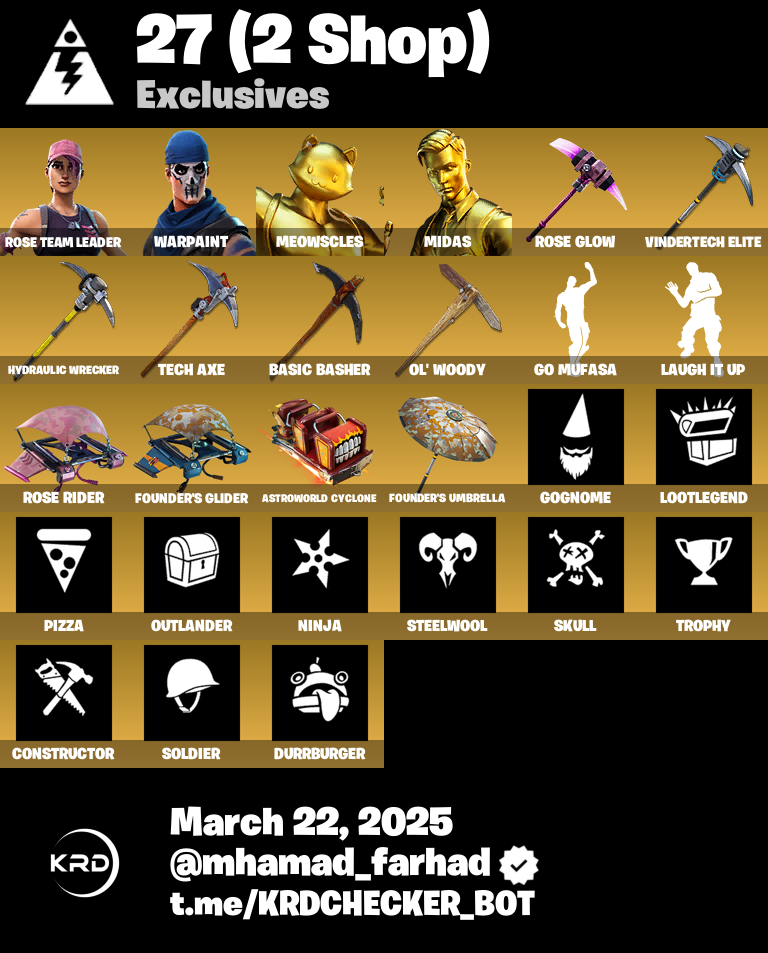 27 (2 Shop)
Exclusives
ROSE TEAM LEADER
WARPAINT
MEOWSCLES
MIDAS
ROSE GLOW
VINDERTECH ELITE
HYDRAULIC WRECKER
TECH AXE
BASIC BASHER
OL' WOODY
GO MUFASA
LAUGH IT UP
ROSE RIDER
FOUNDER'S GLIDER
ASTROWORLD CYCLONE
FOUNDER'S UMBRELLA
GOGNOME
LOOTLEGEND
PIZZA
OUTLANDER
NINJA
STEELWOOL
SKULL
TROPHY
CONSTRUCTOR
SOLDIER
DURRBURGER
March 22, 2025
KRD
@mhamad_farhad
t.me/KRDCHECKER_BOT